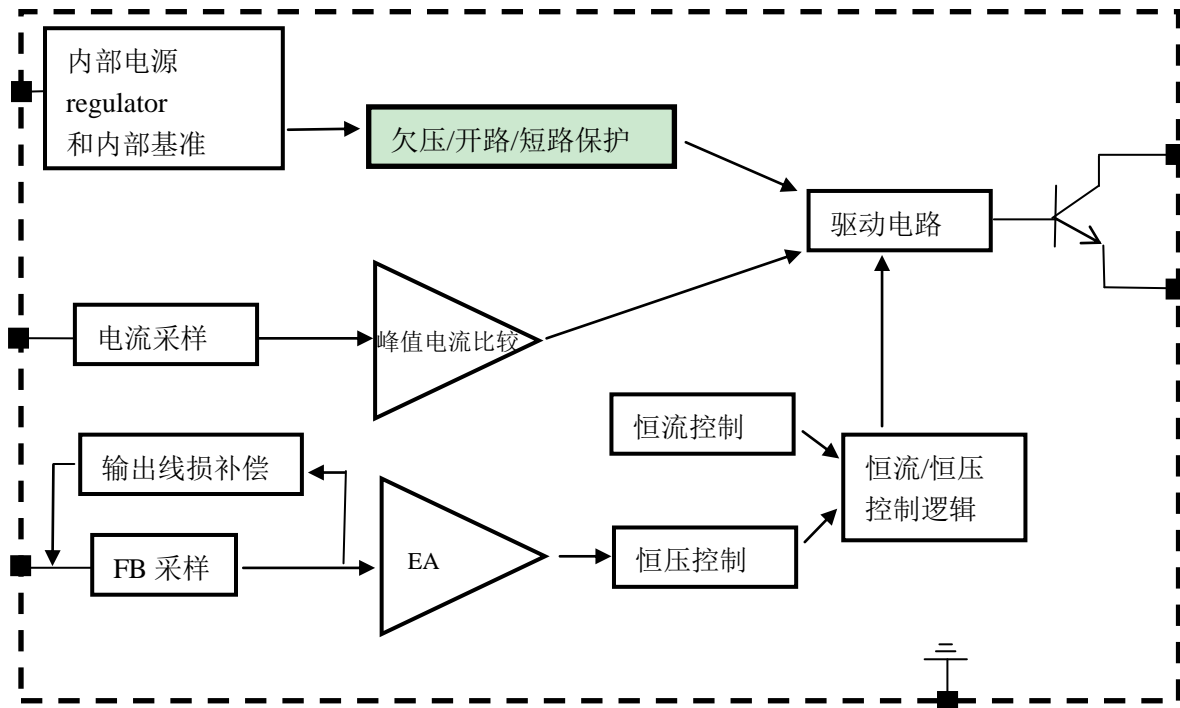 内部电源
regulator
和内部基准
欠压/开路/短路保护
驱动电路
电流采样
峰值电流比较
恒流控制
输出线损补偿
恒流/恒压
控制逻辑
FB 采样
EA
恒压控制